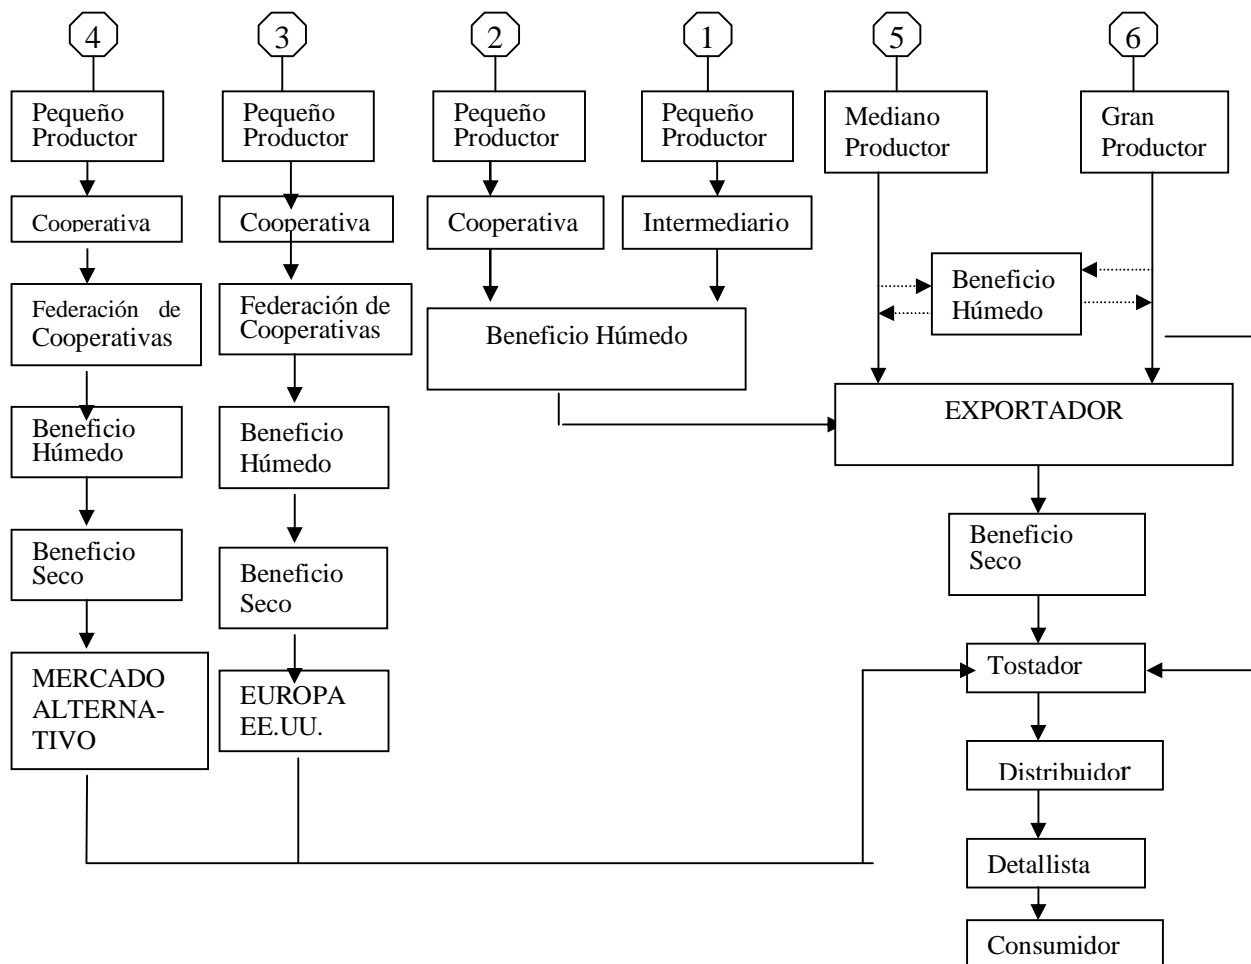 4
3
2
1
5
6
Pequeño
Productor
Pequeño
Productor
Pequeño
Productor
Pequeño
Productor
Mediano
Productor
Gran
Productor
Cooperativa
Cooperativa
Cooperativa
Intermediario
Beneficio
Húmedo
Federación de
Cooperativas
Federación de
Cooperativas
Beneficio Húmedo
EXPORTADOR
Beneficio
Húmedo
Beneficio
Húmedo
Beneficio
Seco
Beneficio
Seco
Beneficio
Seco
MERCADO
ALTERNA-
TIVO
EUROPA
EE.UU.
Tostador
Distribuidor
Detallista
Consumidor